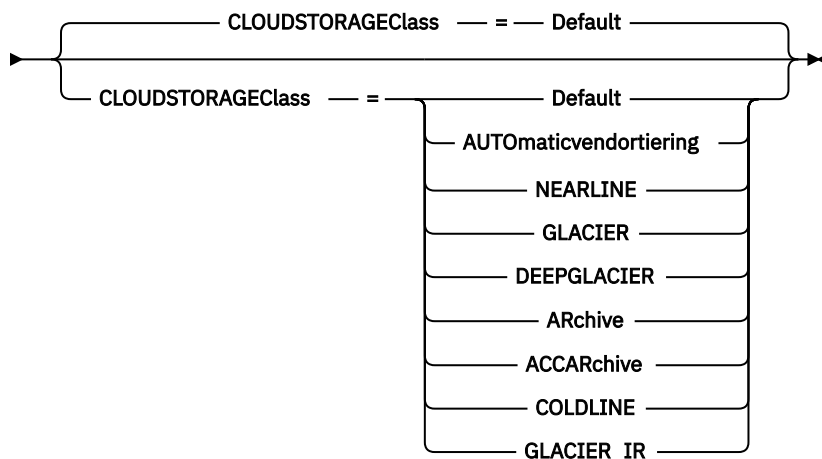 CLOUDSTORAGEClass = Default
CLOUDSTORAGEClass = Default
AUTOmaticvendortiering
NEARLINE
GLACIER
DEEPGLACIER
ARchive
ACCARchive
COLDLINE
GLACIER IR